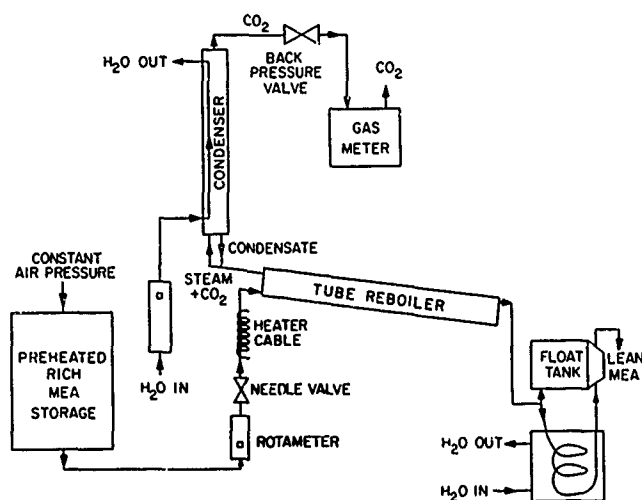 CO2
H2O OUT
BACK
PRESSURE
VALVE
CO2
GAS
METER
CONDENSER
CONDENSATE
STEAM
+CO2
TUBE REBOILER
CONSTANT
AIR PRESSURE
PREHEATED
RICH
MEA
STORAGE
H2O IN
HEATER
CABLE
NEEDLE VALVE
ROTAMETER
FLOAT
TANK
LEAN
MEA
H2O OUT
H2O IN